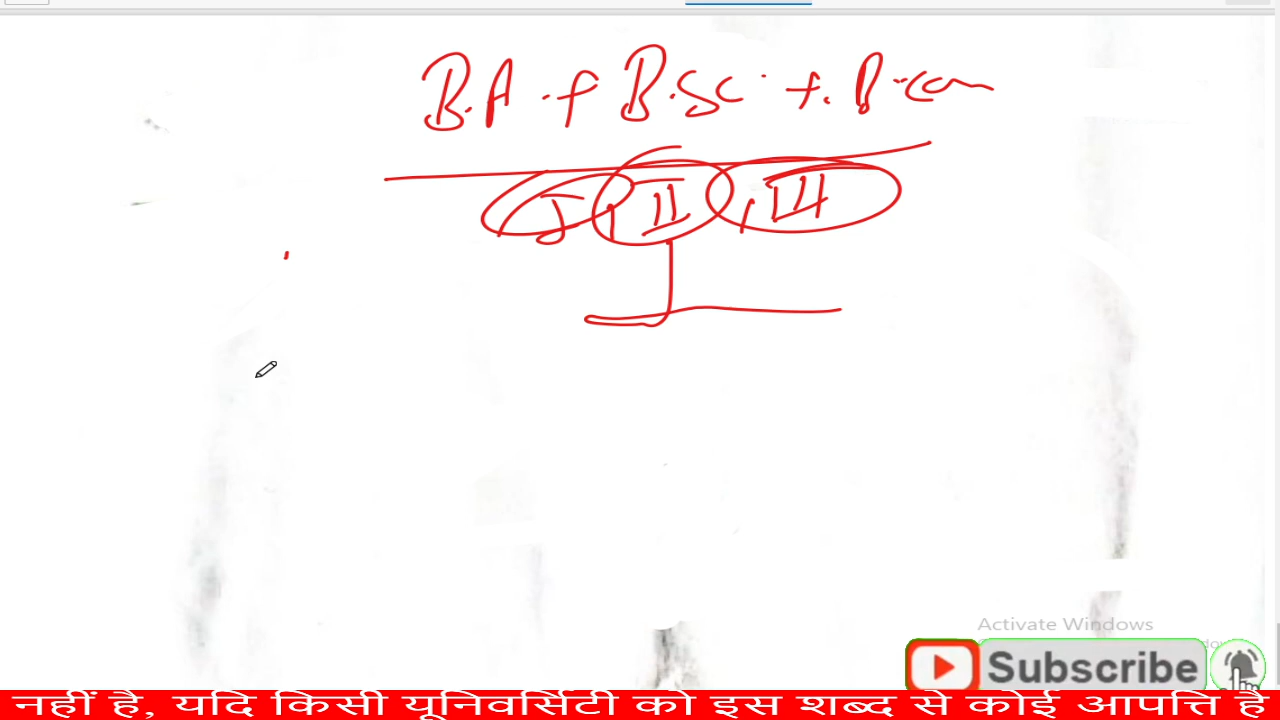 B.A. + B.Sc. + B.com
I, II, III
Activate Windows
Subscribe
नहीं है, यदि किसी यूनिवर्सिटी को इस शब्द से कोई आपत्ति है